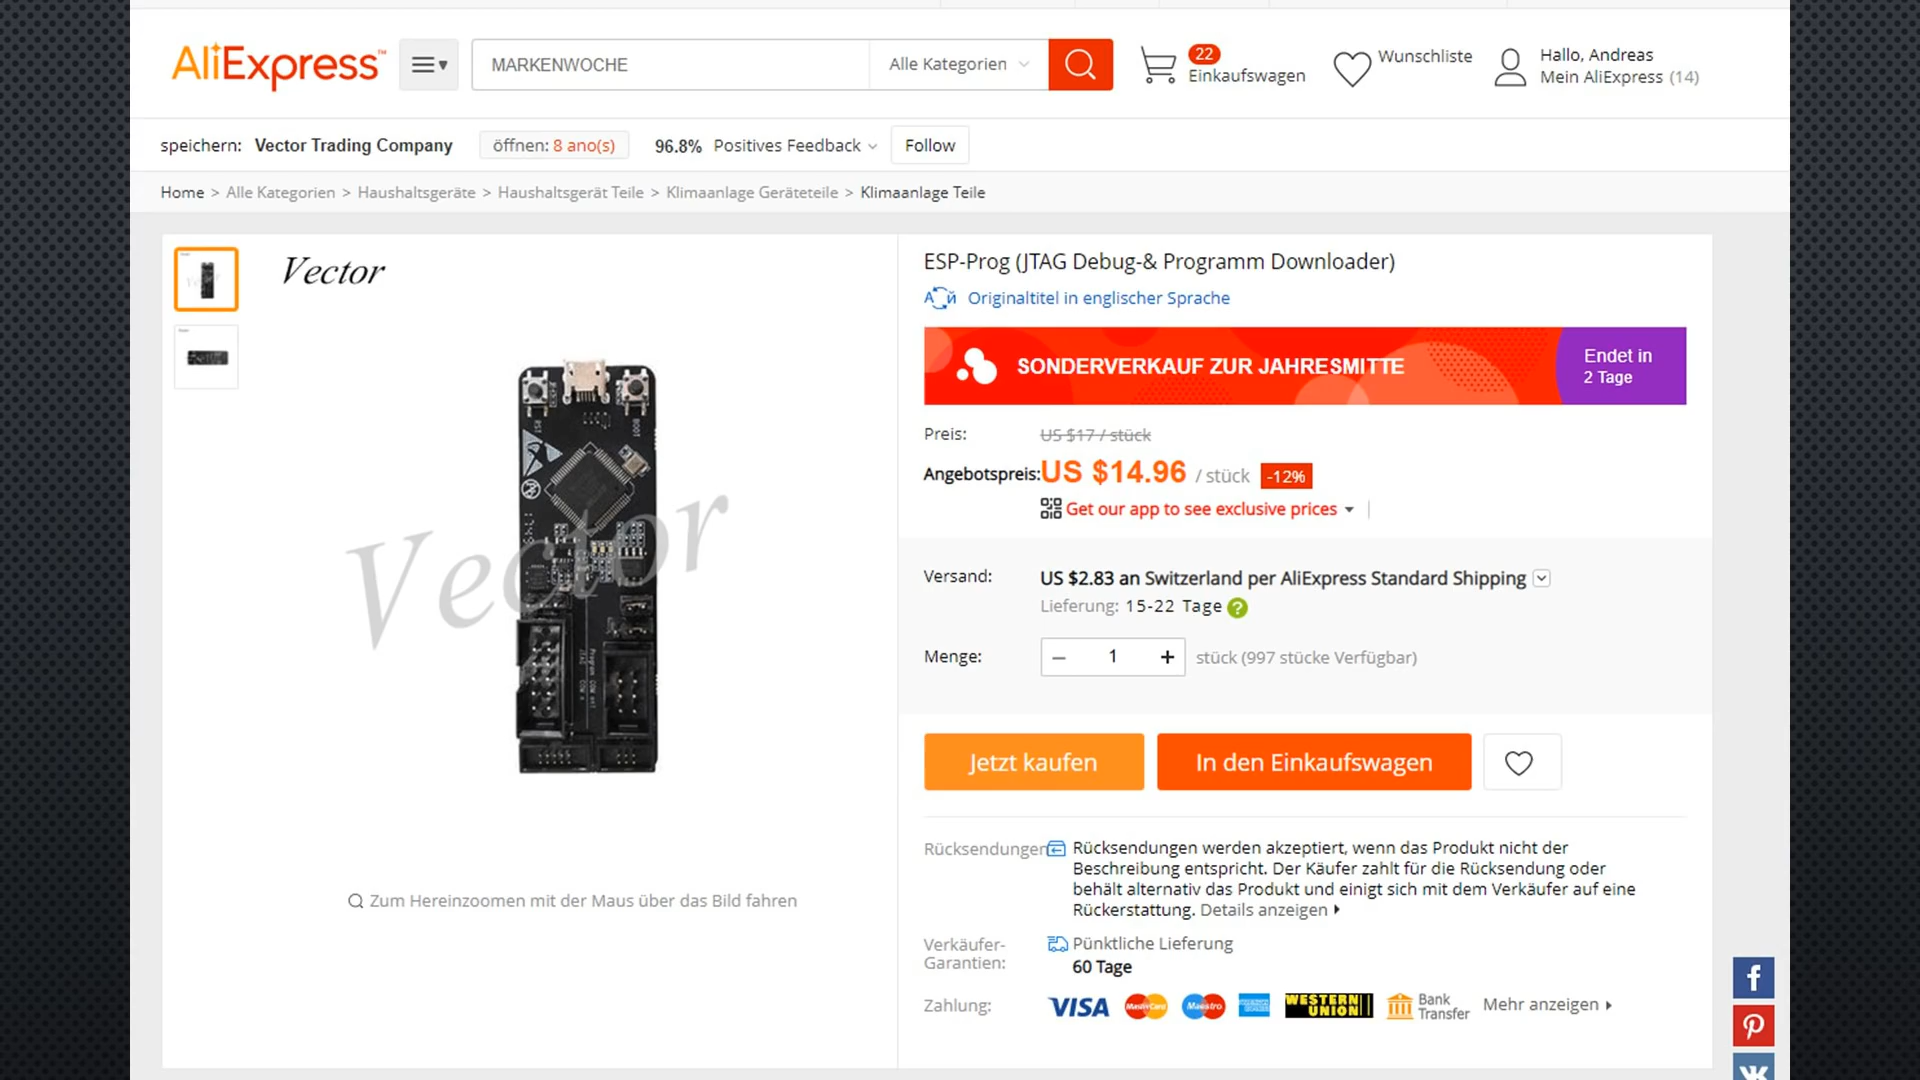 AliExpress™
MARKENWOCHE
Alle Kategorien
22
Einkaufswagen
Wunschliste
Hallo, Andreas
Mein AliExpress (14)
speichern: Vector Trading Company
öffnen: 8 ano(s)
96.8% Positives Feedback
Follow
Home > Alle Kategorien > Haushaltsgeräte > Haushaltsgerät Teile > Klimaanlage Geräteteile > Klimaanlage Teile
Vector
Vector
RST
BOOT
Zum Hereinzoomen mit der Maus über das Bild fahren
ESP-Prog (JTAG Debug-& Programm Downloader)
Originaltitel in englischer Sprache
SONDERVERKAUF ZUR JAHRESMITTE
Endet in
2 Tage
Preis: US $17 / stück
Angebotspreis: US $14.96 / stück -12%
Get our app to see exclusive prices
Versand: US $2.83 an Switzerland per AliExpress Standard Shipping
Lieferung: 15-22 Tage ?
Menge: – 1 + stück (997 stücke Verfügbar)
Jetzt kaufen
In den Einkaufswagen
Rücksendungen Rücksendungen werden akzeptiert, wenn das Produkt nicht der
Beschreibung entspricht. Der Käufer zahlt für die Rücksendung oder
behält alternativ das Produkt und einigt sich mit dem Verkäufer auf eine
Rückerstattung. Details anzeigen
Verkäufer-
Garantien:
Pünktliche Lieferung
60 Tage
Zahlung: VISA MasterCard Maestro
WESTERN
UNION
Bank
Transfer
Mehr anzeigen